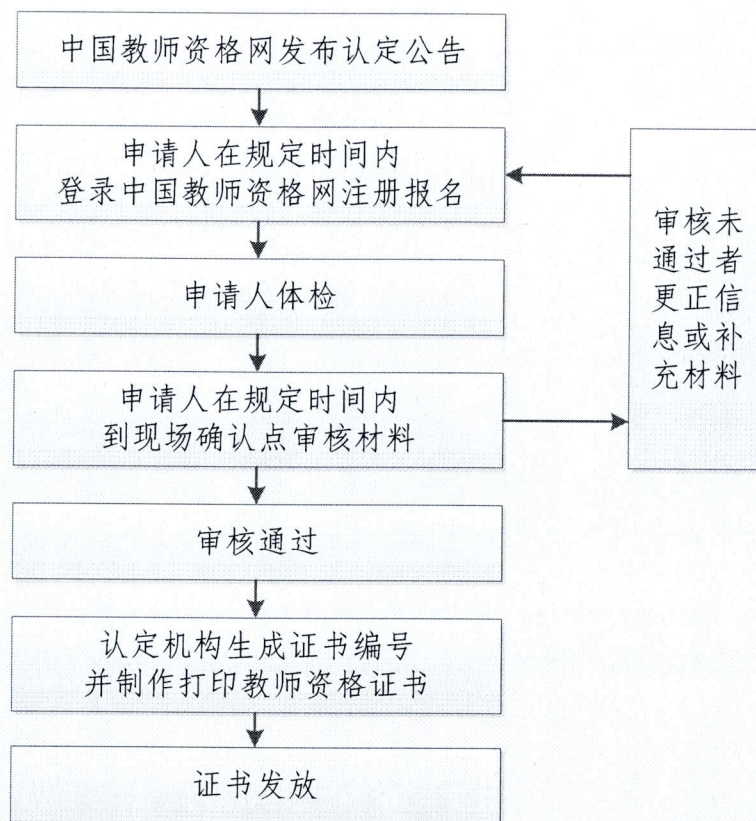 中国教师资格网发布认定公告
申请人在规定时间内
登录中国教师资格网注册报名
申请人体检
申请人在规定时间内
到现场确认点审核材料
审核通过
认定机构生成证书编号
并制作打印教师资格证书
证书发放
审核未
通过者
更正信
息或补
充材料